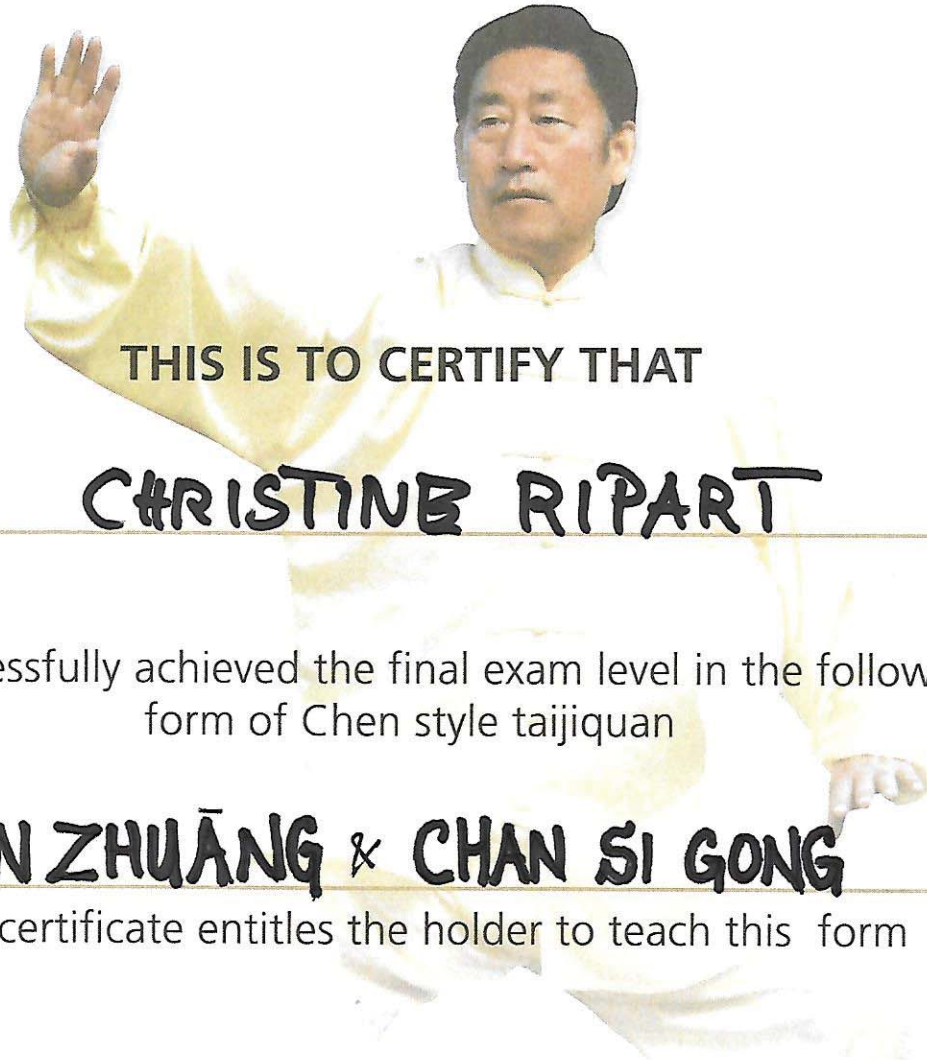 THIS IS TO CERTIFY THAT
CHRISTINE RIPART
essfully achieved the final exam level in the follow
form of Chen style taijiquan
N ZHUĀNG & CHAN SI GONG
certificate entitles the holder to teach this form